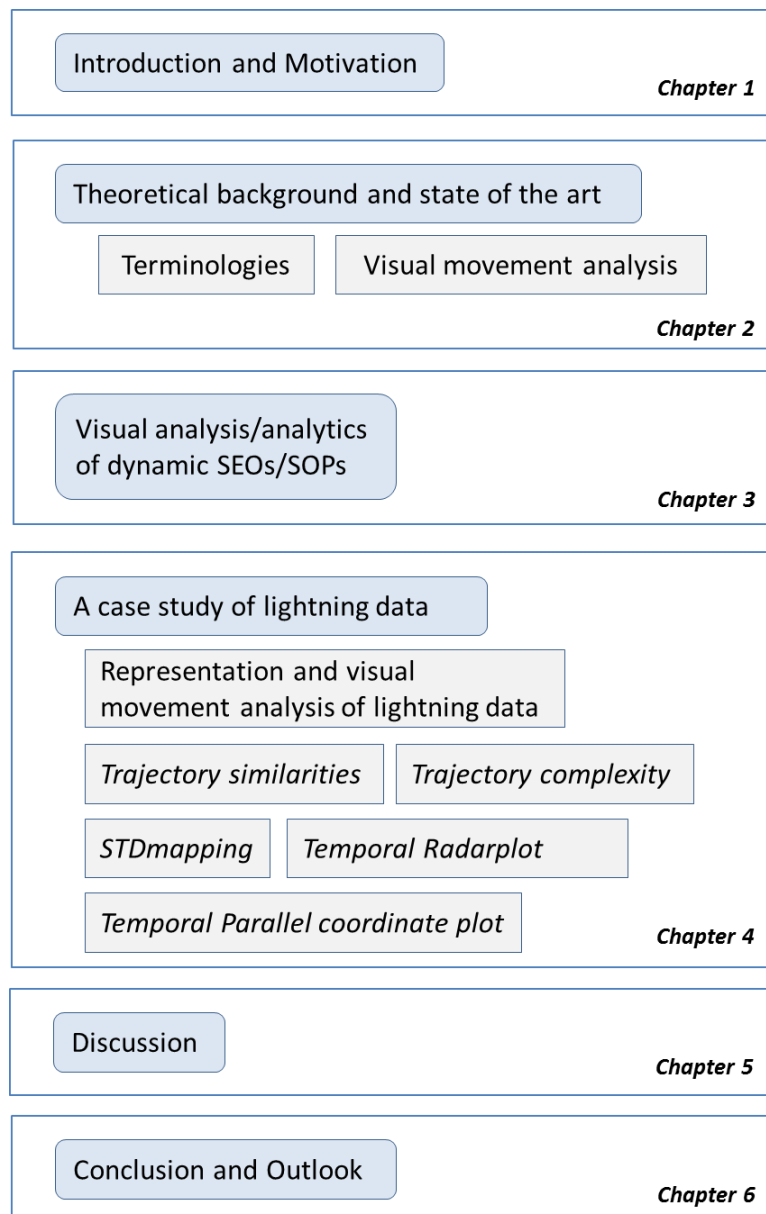 Introduction and Motivation
Chapter 1
Theoretical background and state of the art
Terminologies
Visual movement analysis
Chapter 2
Visual analysis/analytics
of dynamic SEOs/SOPs
Chapter 3
A case study of lightning data
Representation and visual
movement analysis of lightning data
Trajectory similarities
Trajectory complexity
STDmapping
Temporal Radarplot
Temporal Parallel coordinate plot
Chapter 4
Discussion
Chapter 5
Conclusion and Outlook
Chapter 6